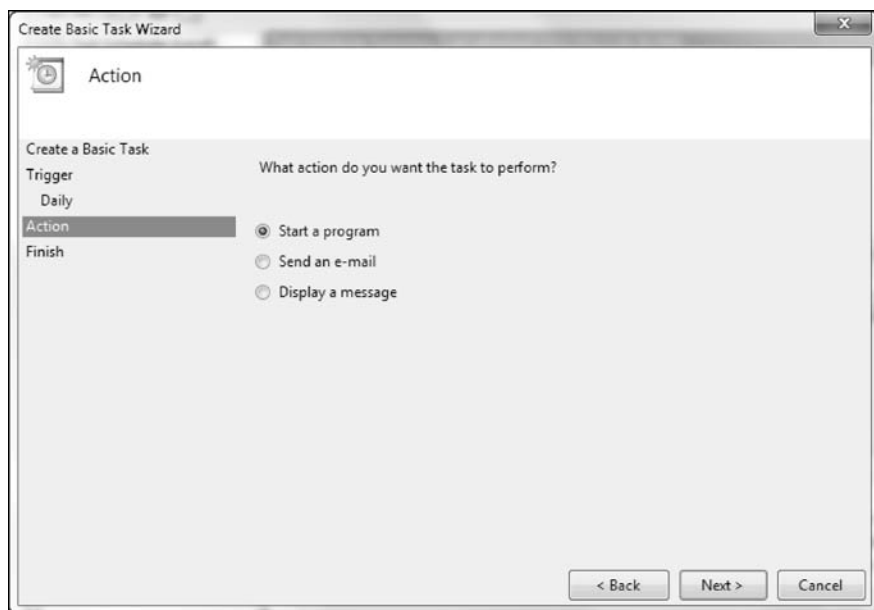 Create Basic Task Wizard
Action
Create a Basic Task
Trigger
Daily
Action
Finish
What action do you want the task to perform?
Start a program
Send an e-mail
Display a message
< Back
Next >
Cancel